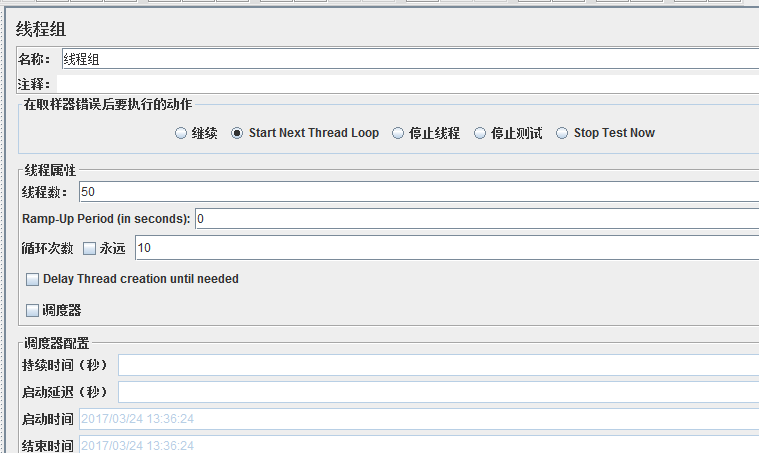 线程组
名称： 线程组
注释：
在取样器错误后要执行的动作
继续 Start Next Thread Loop 停止线程 停止测试 Stop Test Now
线程属性
线程数： 50
Ramp-Up Period (in seconds): 0
循环次数 永远 10
Delay Thread creation until needed
调度器
调度器配置
持续时间（秒）
启动延迟（秒）
启动时间 2017/03/24 13:36:24
结束时间 2017/03/24 13:36:24